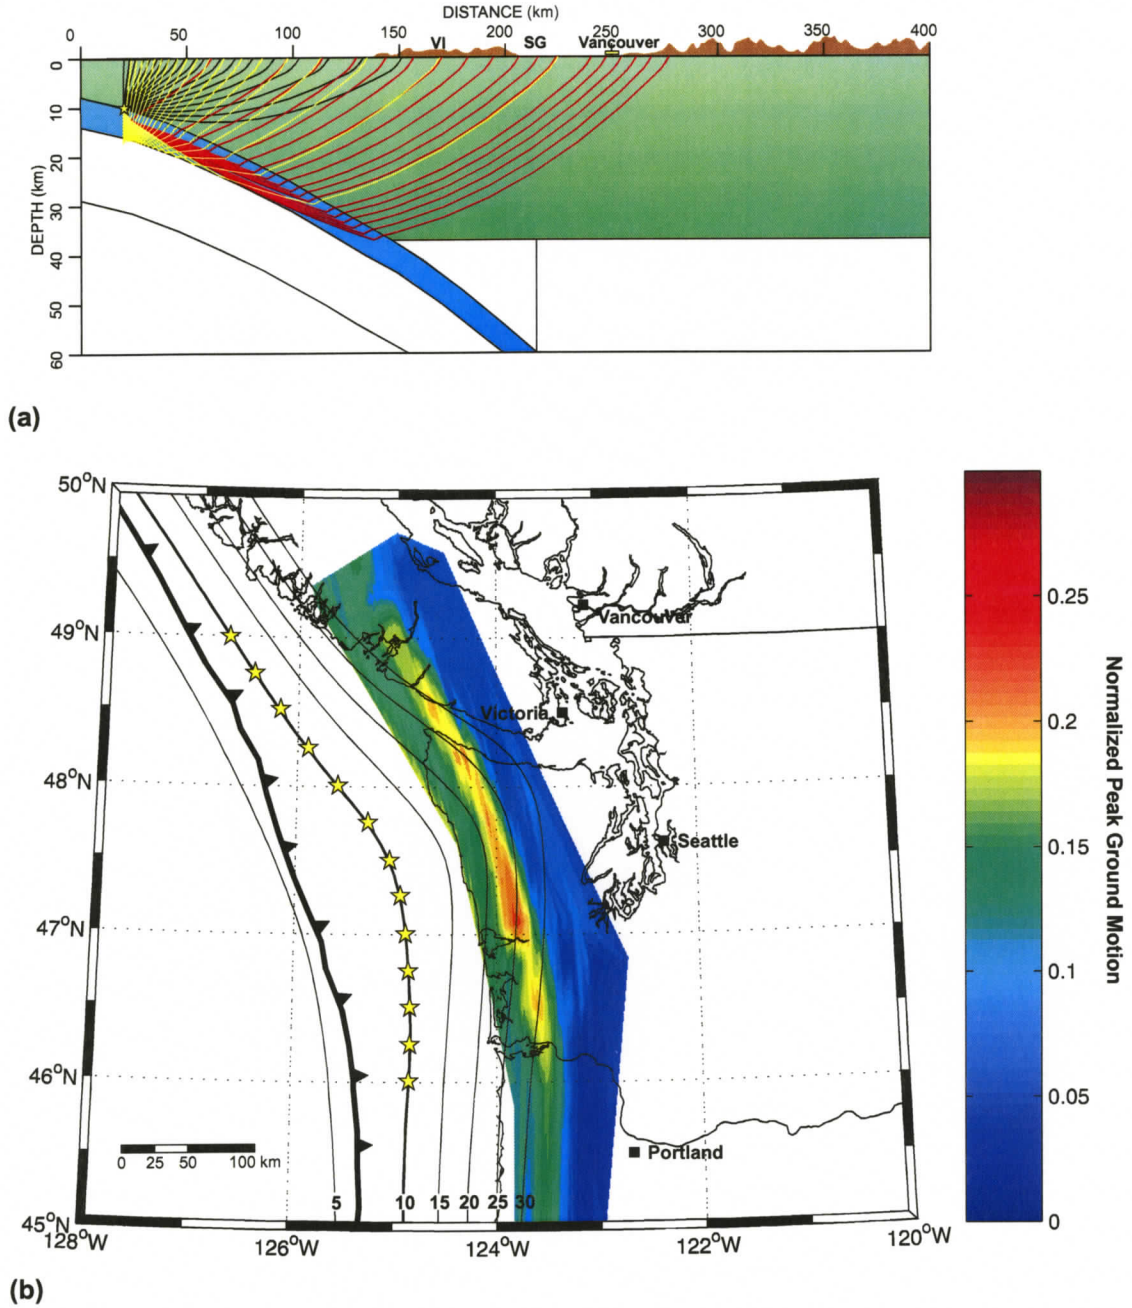 DISTANCE (km)
0 50 100 150 200 250 300 350 400
VI SG Vancouver
0
10
20
30
40
50
60
DEPTH (km)
(a)
50°N
49°N
48°N
47°N
46°N
45°N
128°W 126°W 124°W 122°W 120°W
Vancouver
Victoria
Seattle
Portland
0 25 50 100 km
5 10 15 20 25 30
0.25
0.2
0.15
0.1
0.05
0
Normalized Peak Ground Motion
(b)